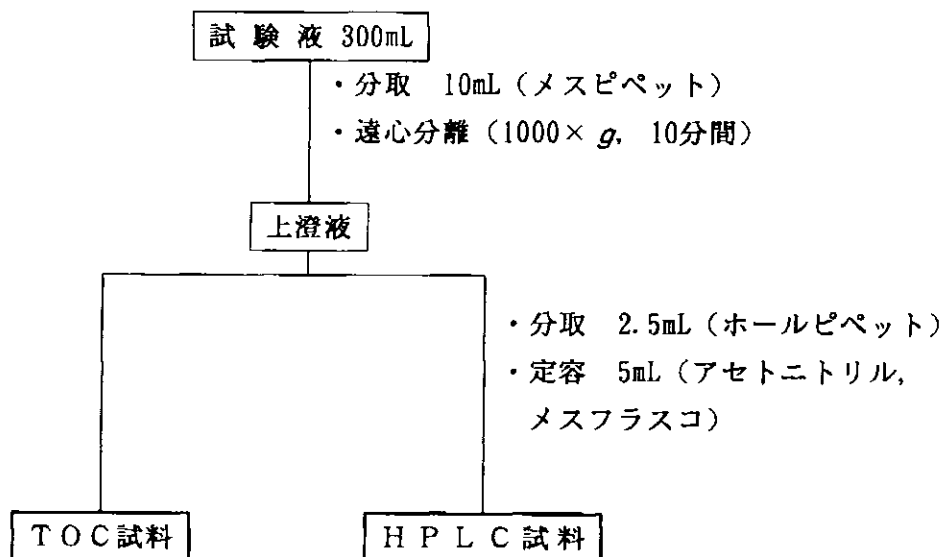 試験液 300mL
・分取 10mL（メスピペット）
・遠心分離（1000× g, 10分間）
上澄液
・分取 2.5mL（ホールピペット）
・定容 5mL（アセトニトリル,
メスフラスコ）
ＴＯＣ試料
ＨＰＬＣ試料